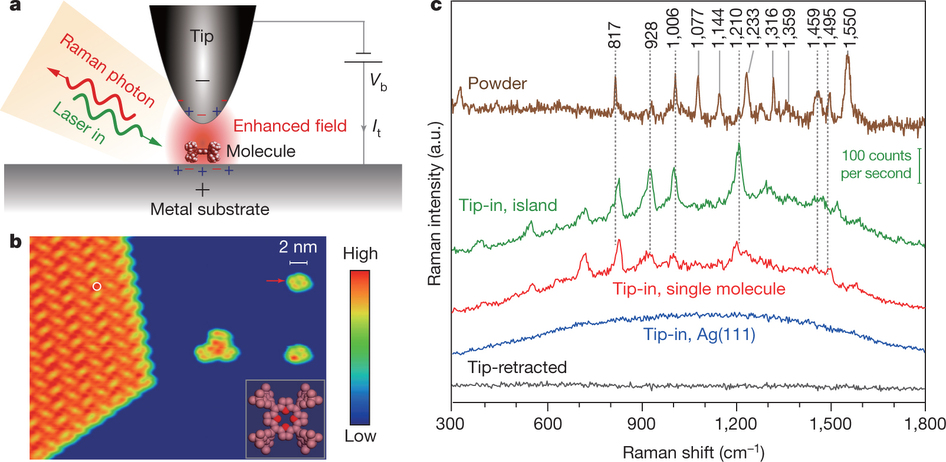 a
Tip
−
Raman photon
Laser in
+ − +
Enhanced field
Molecule
+ − + − +
+
Metal substrate
Vb
It
b
2 nm
High
Low
c
817
928
1,006
1,077
1,144
1,210
1,233
1,316
1,359
1,459
1,495
1,550
Powder
100 counts
per second
Tip-in, island
Tip-in, single molecule
Tip-in, Ag(111)
Tip-retracted
Raman intensity (a.u.)
300 600 900 1,200 1,500 1,800
Raman shift (cm−1)